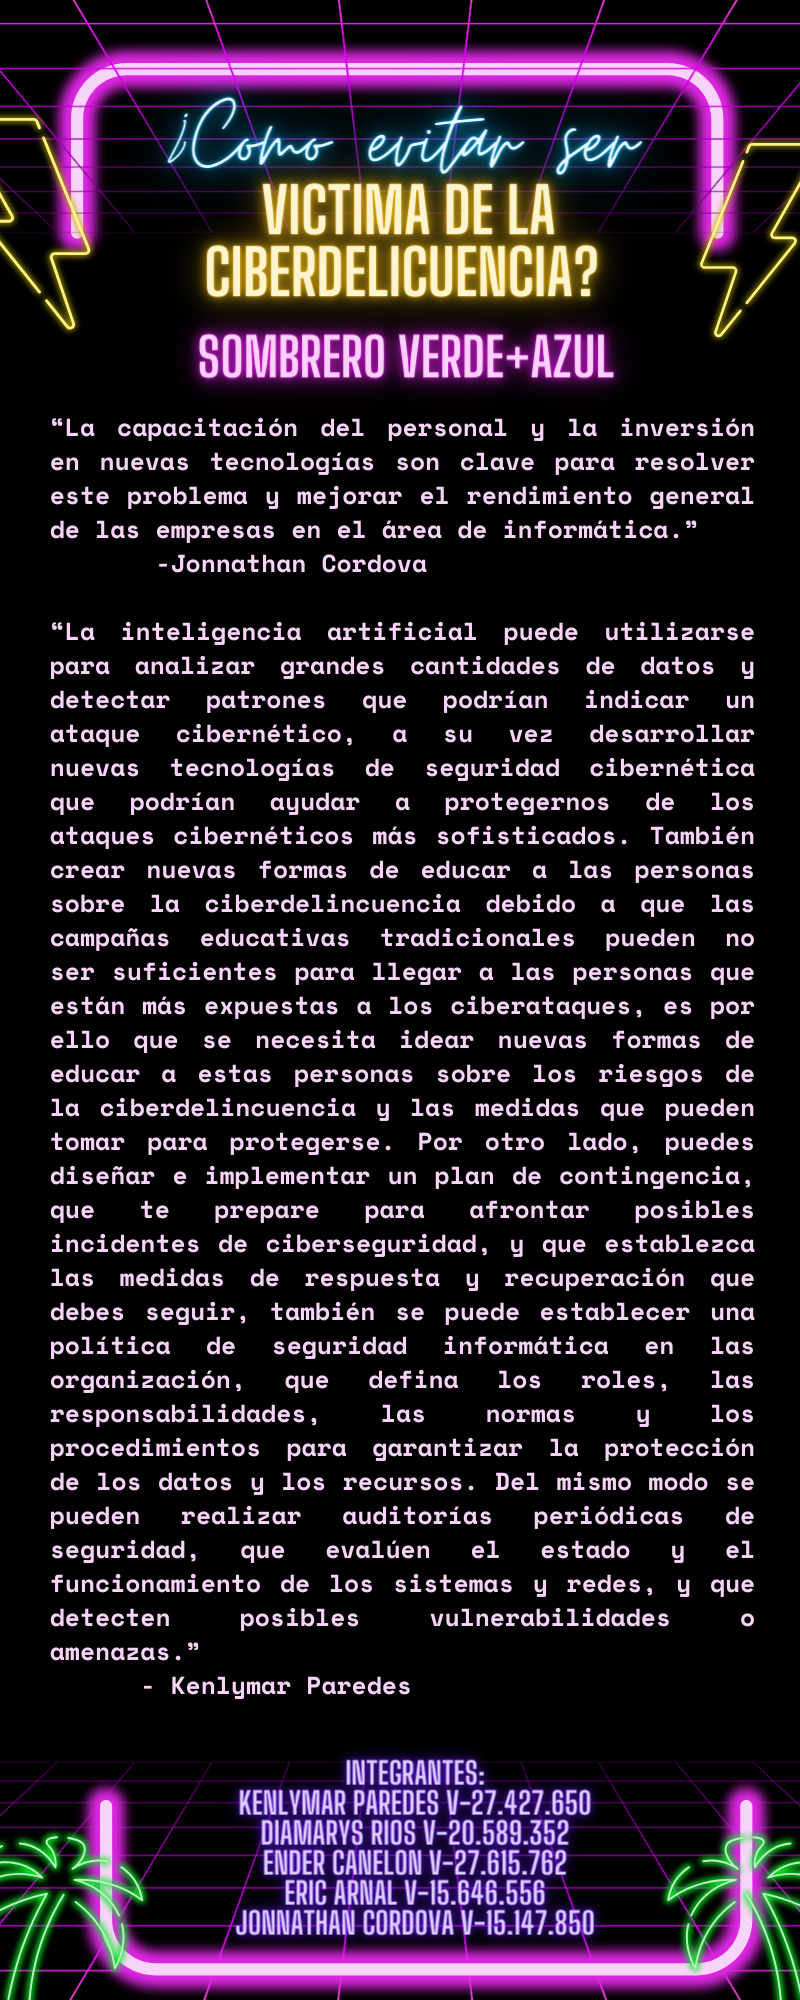 ¡Como evitar ser
VICTIMA DE LA
CIBERDELICUENCIA?
SOMBRERO VERDE+AZUL
“La capacitación del personal y la inversión
en nuevas tecnologías son clave para resolver
este problema y mejorar el rendimiento general
de las empresas en el área de informática.”
-Jonnathan Cordova
“La inteligencia artificial puede utilizarse
para analizar grandes cantidades de datos y
detectar patrones que podrían indicar un
ataque cibernético, a su vez desarrollar
nuevas tecnologías de seguridad cibernética
que podrían ayudar a protegernos de los
ataques cibernéticos más sofisticados. También
crear nuevas formas de educar a las personas
sobre la ciberdelincuencia debido a que las
campañas educativas tradicionales pueden no
ser suficientes para llegar a las personas que
están más expuestas a los ciberataques, es por
ello que se necesita idear nuevas formas de
educar a estas personas sobre los riesgos de
la ciberdelincuencia y las medidas que pueden
tomar para protegerse. Por otro lado, puedes
diseñar e implementar un plan de contingencia,
que te prepare para afrontar posibles
incidentes de ciberseguridad, y que establezca
las medidas de respuesta y recuperación que
debes seguir, también se puede establecer una
política de seguridad informática en las
organización, que defina los roles, las
responsabilidades, las normas y los
procedimientos para garantizar la protección
de los datos y los recursos. Del mismo modo se
pueden realizar auditorías periódicas de
seguridad, que evalúen el estado y el
funcionamiento de los sistemas y redes, y que
detecten posibles vulnerabilidades o
amenazas.”
- Kenlymar Paredes
INTEGRANTES:
KENLYMAR PAREDES V-27.427.650
DIAMARYS RIOS V-20.589.352
ENDER CANELON V-27.615.762
ERIC ARNAL V-15.646.556
JONNATHAN CORDOVA V-15.147.850